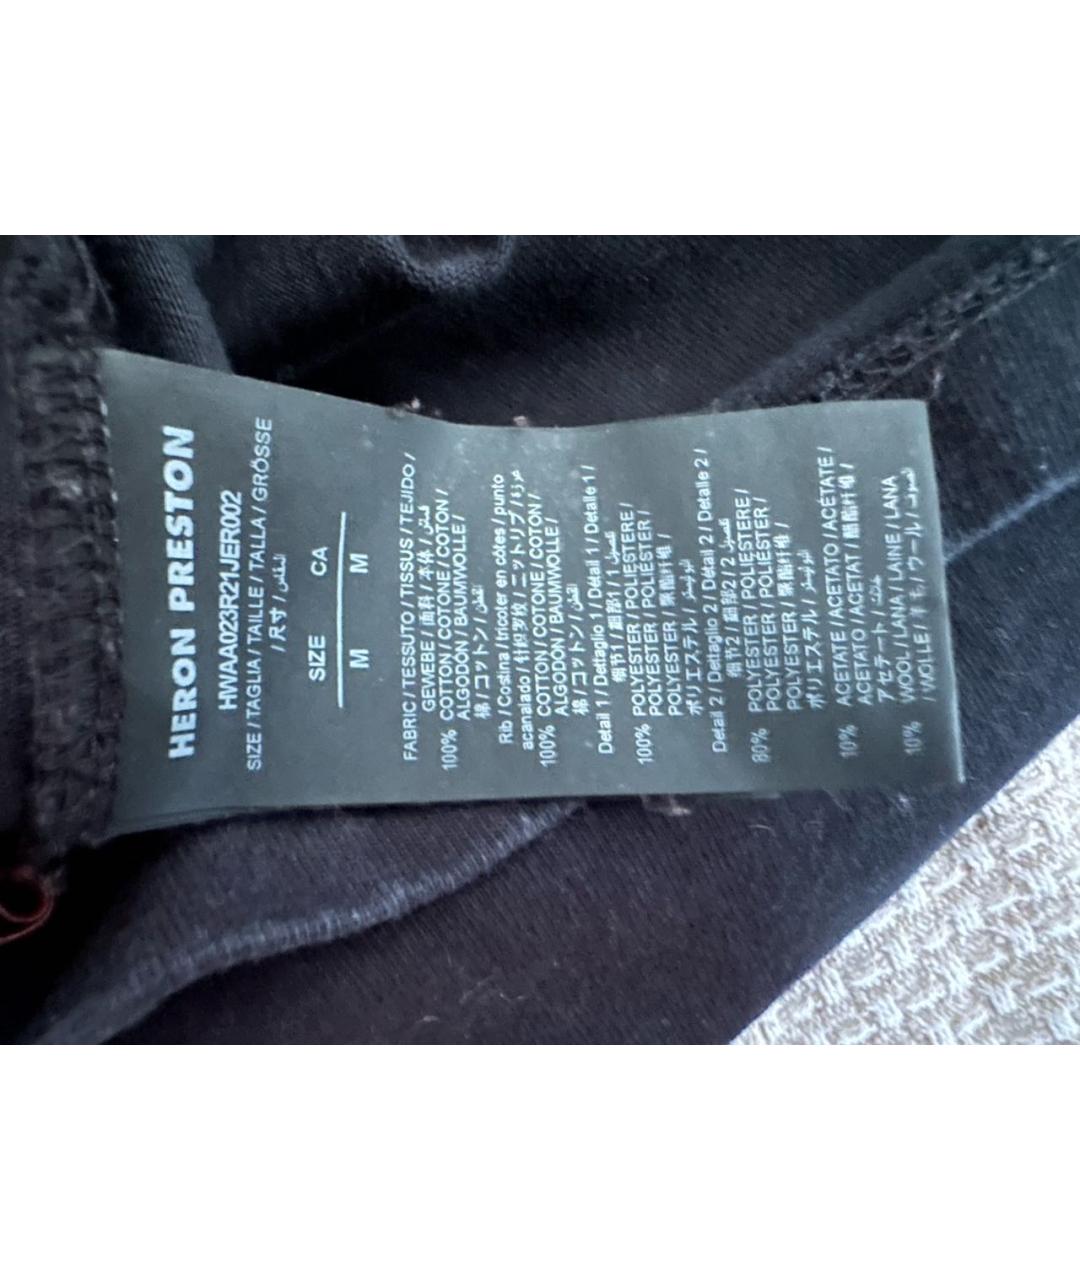 HERON PRESTON
HWAA023R21JER002
SIZE / TAGLIA / TAILLE / TALLA / GRÖSSE
/ 尺寸 / المقاس
SIZE CA
M M
FABRIC / TESSUTO / TISSUS / TEJIDO /
GEWEBE / 面料 / 本体 / قماش
100% COTTON / COTONE / COTON /
ALGODON / BAUMWOLLE /
棉 / コットン / القطن
Rib / Costina / tricoter en côtes / punto
acanalado / 针织罗纹 / ニットリブ / غرزة
100% COTTON / COTONE / COTON /
ALGODON / BAUMWOLLE /
棉 / コットン / القطن
Detail 1 / Dettaglio 1 / Détail 1 / Detalle 1 /
细节1 / 細部1 / تفصيل 1
100% POLYESTER / POLIESTERE /
POLYESTER / POLIÉSTER /
POLYESTER / 聚酯纤维 /
ポリエステル / البوليستر
Detail 2 / Dettaglio 2 / Détail 2 / Detalle 2 /
细节2 / 細部2 / تفصيل 2
80% POLYESTER / POLIESTERE /
POLYESTER / POLIÉSTER /
POLYESTER / 聚酯纤维 /
ポリエステル / البوليستر
10% ACETATE / ACETATO / ACETATE /
ACETATO / ACETAT / 醋酯纤维 /
アセテート / خلات
10% WOOL / LANA / LAINE / LANA
/ WOLLE / 羊毛 / ウール / صوف